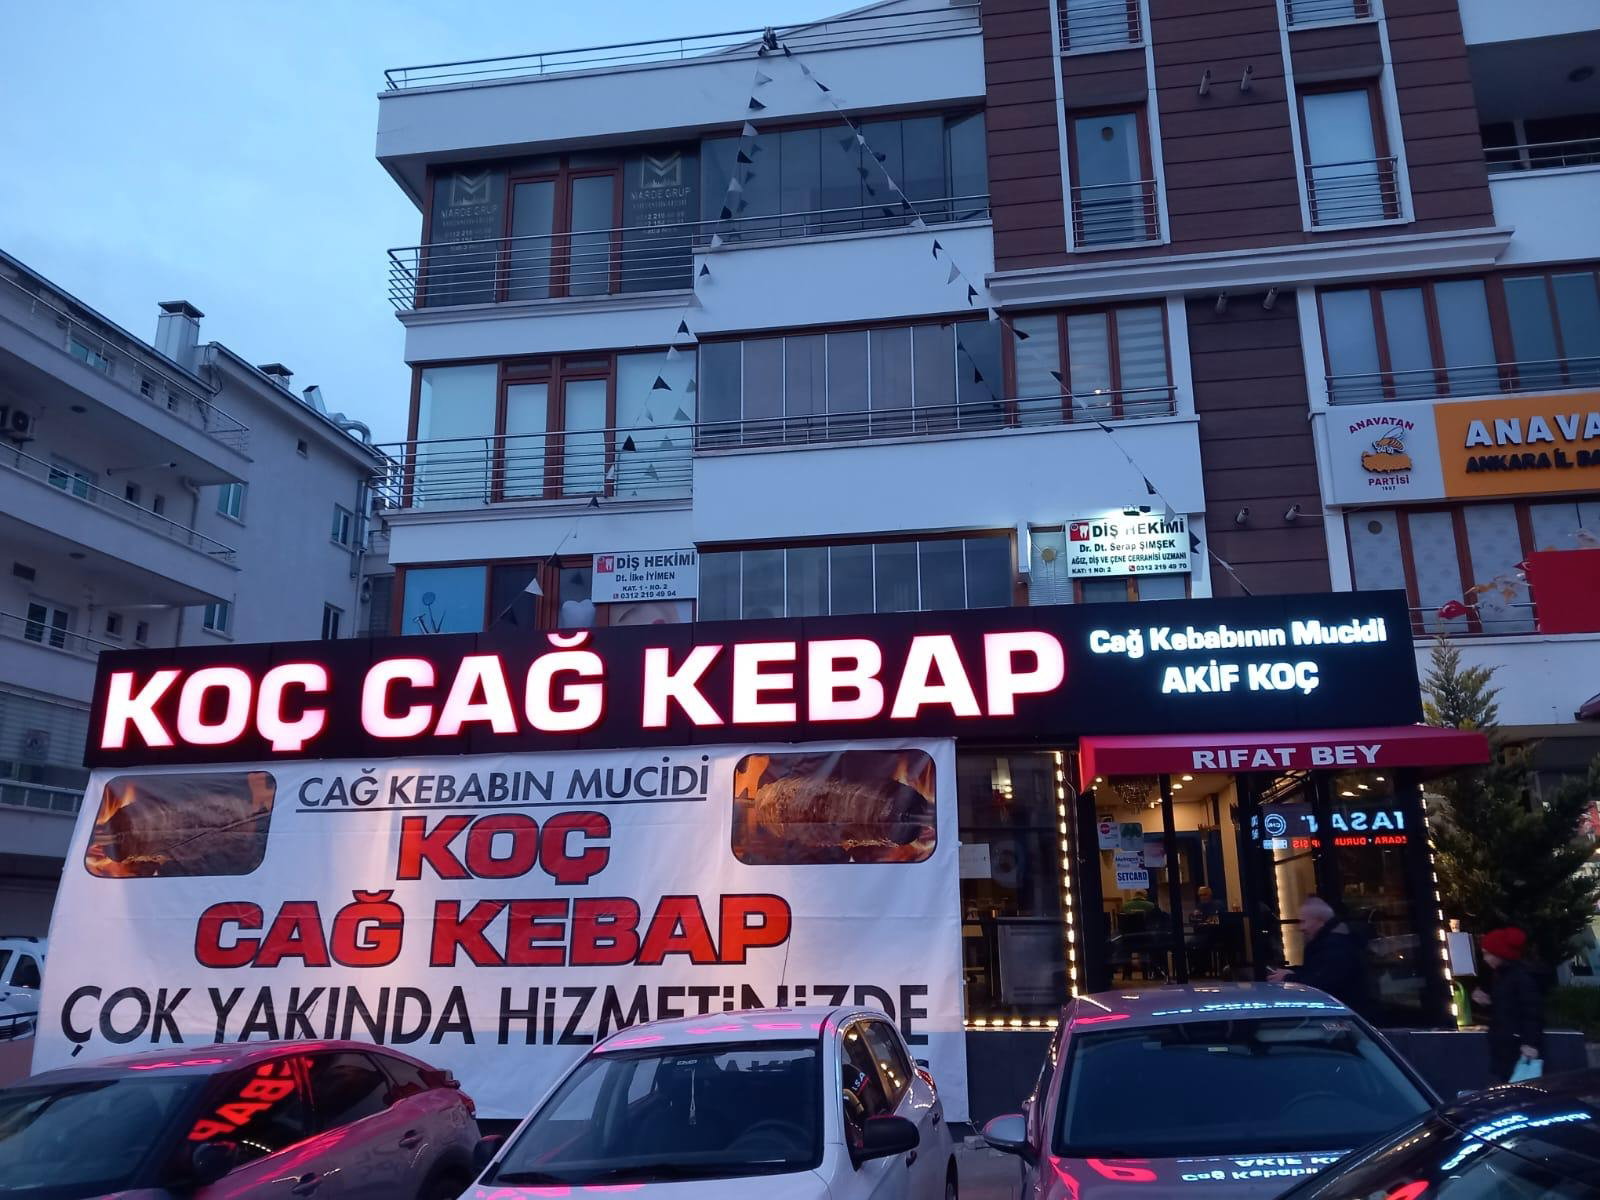 MARDE GRUP
MARDE GRUP
ANAVATAN
PARTİSİ
ANAVA
ANKARA İL BA
DİŞ HEKİMİ
Dr. Dt. Serap ŞİMŞEK
AĞIZ, DİŞ VE ÇENE CERRAHİSİ UZMANI
KAT: 1 NO: 2 0312 219 49 70
DİŞ HEKİMİ
Dt. İlke İYİMEN
KAT. 1 - NO. 2
0312 219 49 94
KOÇ CAĞ KEBAP
Cağ Kebabının Mucidi
AKİF KOÇ
RIFAT BEY
CAĞ KEBABIN MUCİDİ
KOÇ
CAĞ KEBAP
ÇOK YAKINDA HİZMETİNİZDE
SETCARD